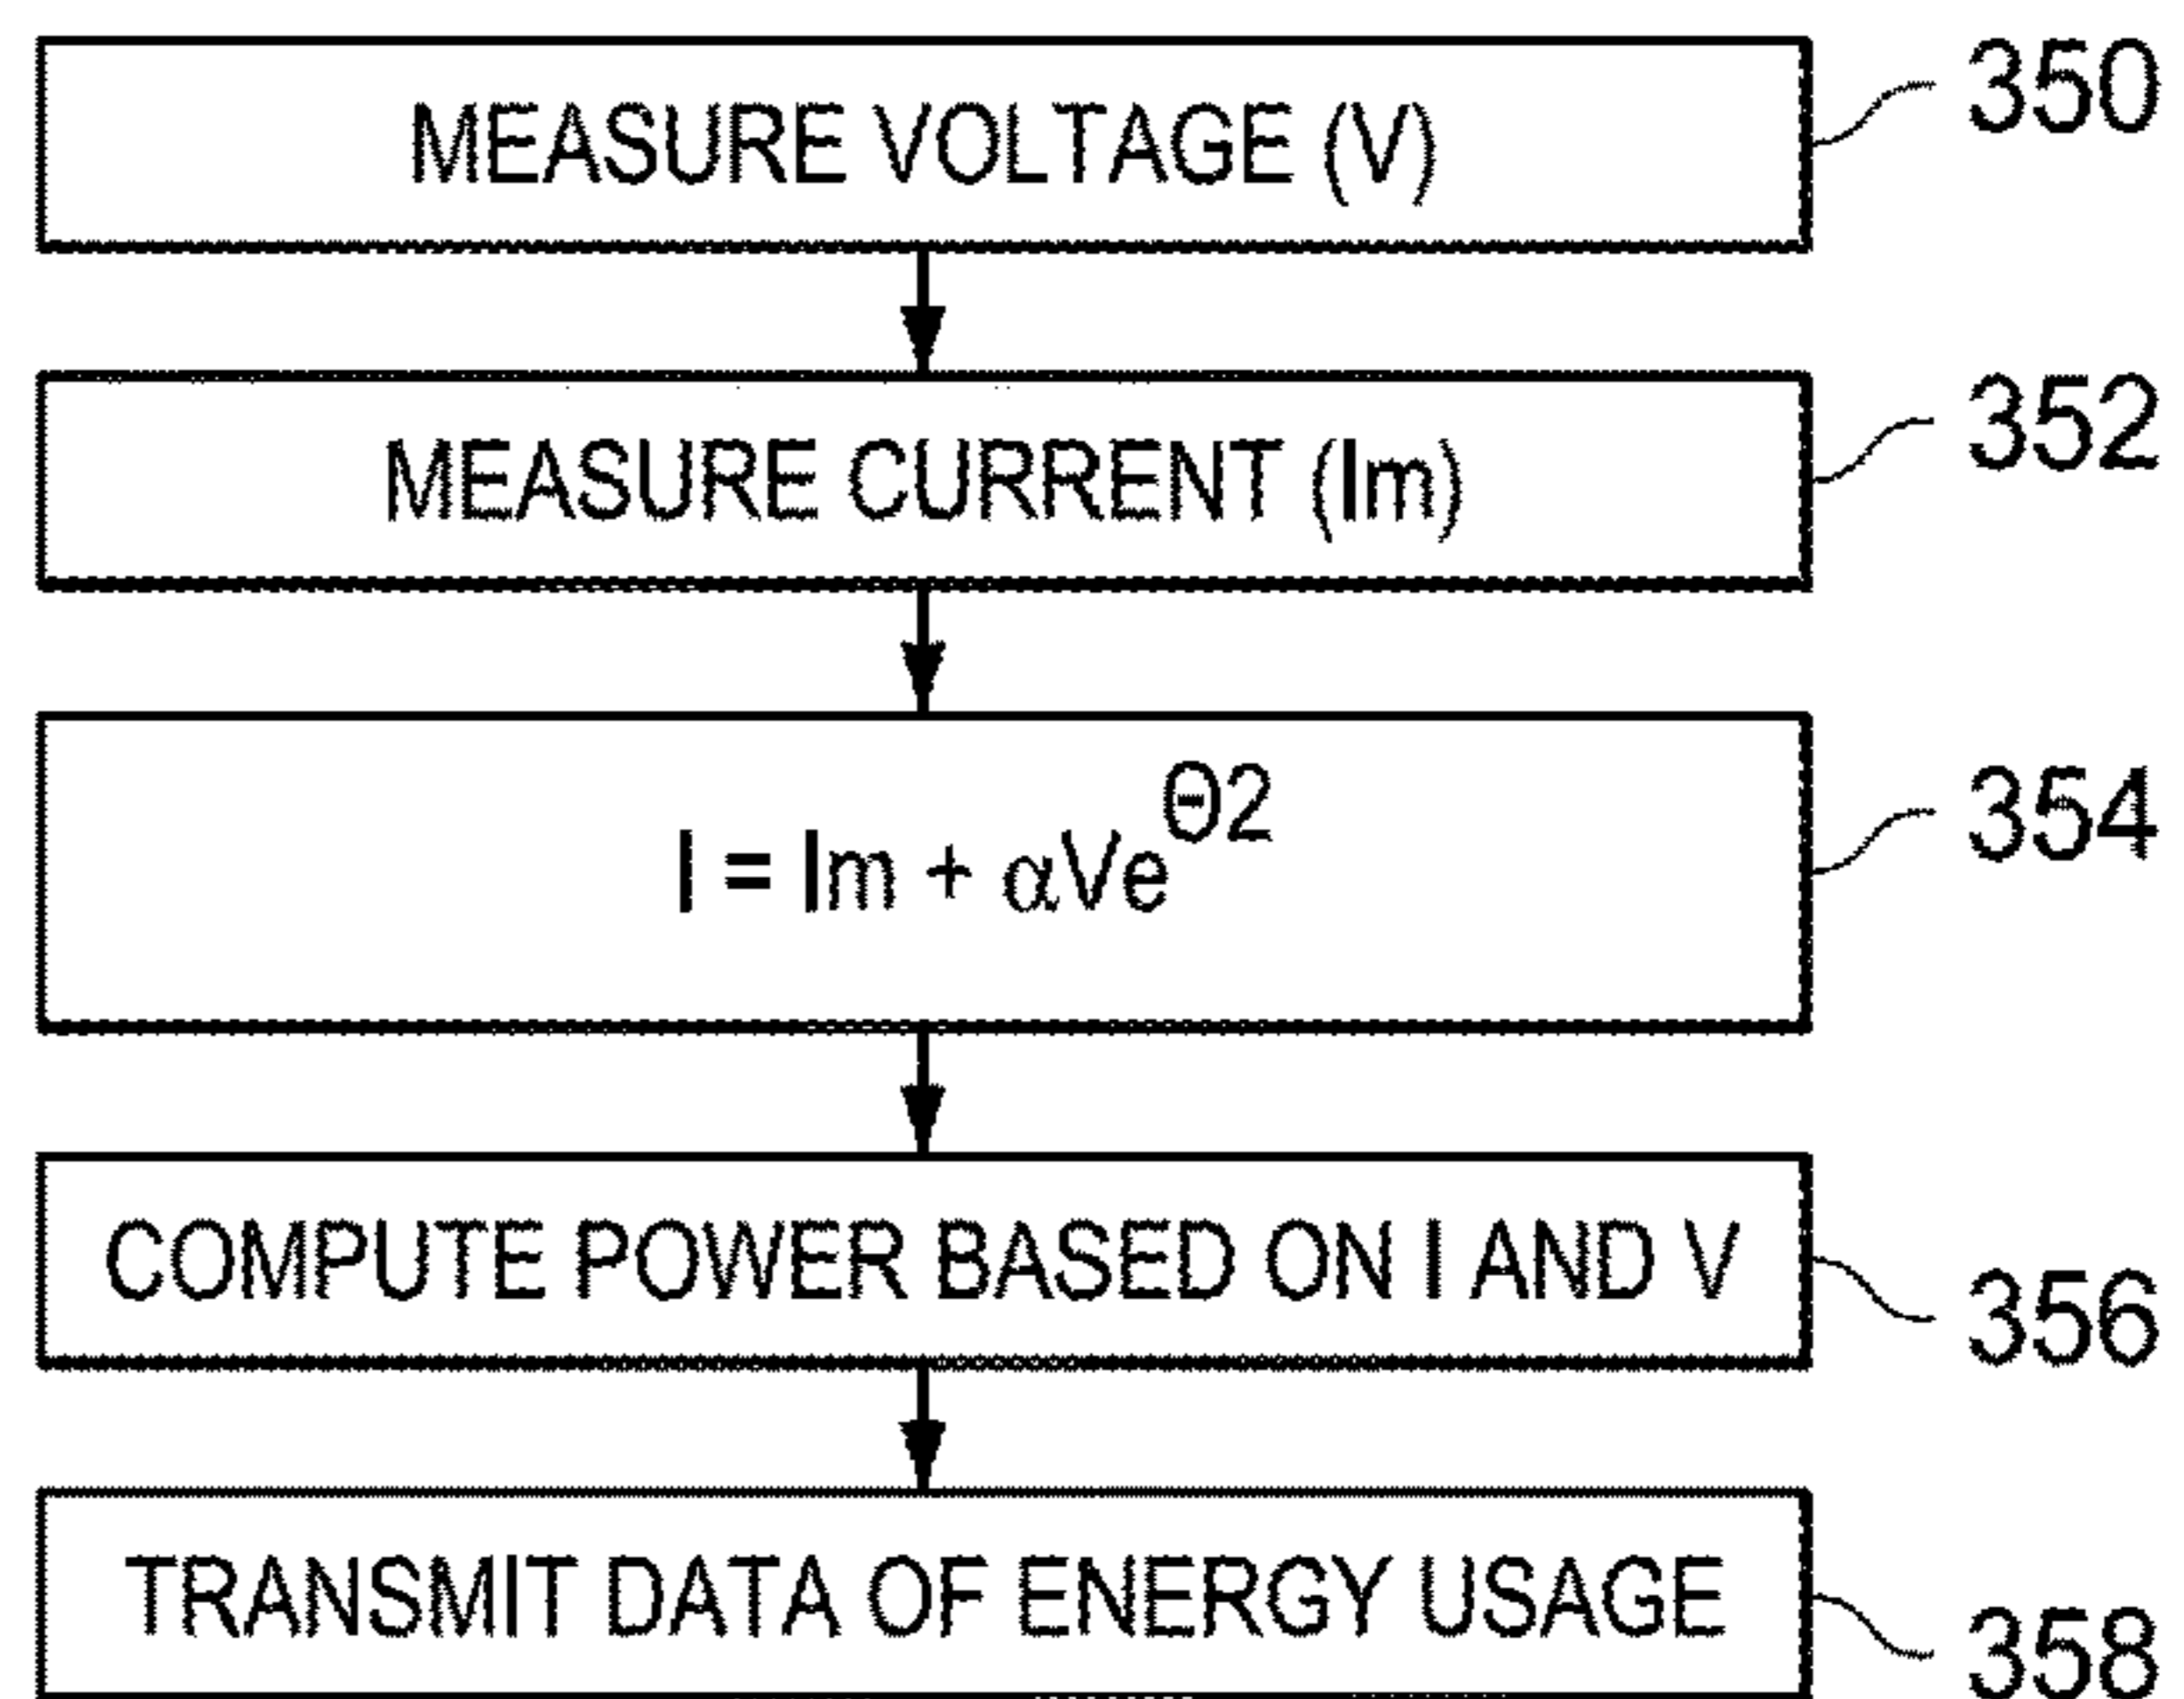 MEASURE VOLTAGE (V)
350
MEASURE CURRENT (Im)
352
I = Im + αVe^Θ2
354
COMPUTE POWER BASED ON I AND V
356
TRANSMIT DATA OF ENERGY USAGE
358